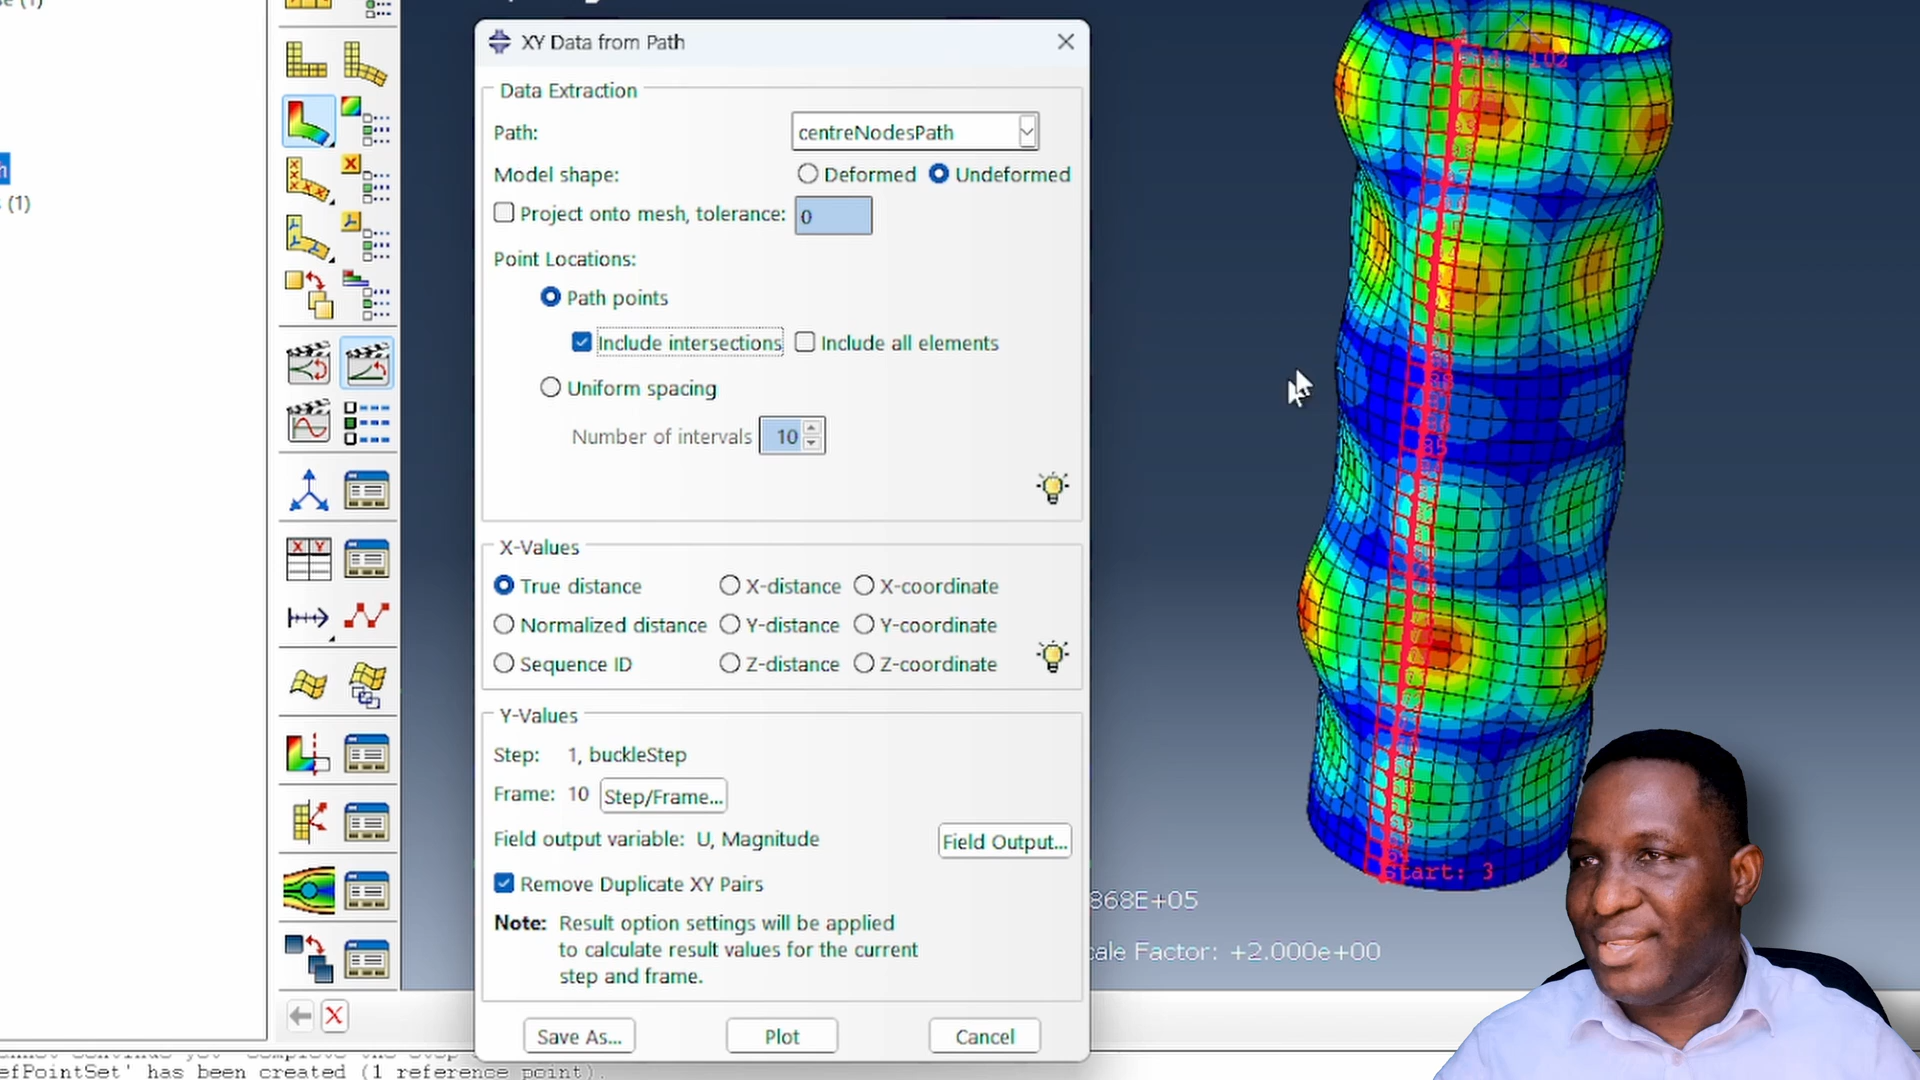 (1)
XY Data from Path
Data Extraction
Path:
centreNodesPath
Model shape:
Deformed
Undeformed
Project onto mesh, tolerance:
0
Point Locations:
Path points
Include intersections
Include all elements
Uniform spacing
Number of intervals
10
X-Values
True distance
X-distance
X-coordinate
Normalized distance
Y-distance
Y-coordinate
Sequence ID
Z-distance
Z-coordinate
Y-Values
Step: 1, buckleStep
Frame: 10
Step/Frame...
Field output variable: U, Magnitude
Field Output...
Remove Duplicate XY Pairs
Note: Result option settings will be applied
to calculate result values for the current
step and frame.
Save As...
Plot
Cancel
X Y
102
Start: 3
868E+05
cale Factor: +2.000e+00
efPointSet' has been created (1 reference point).